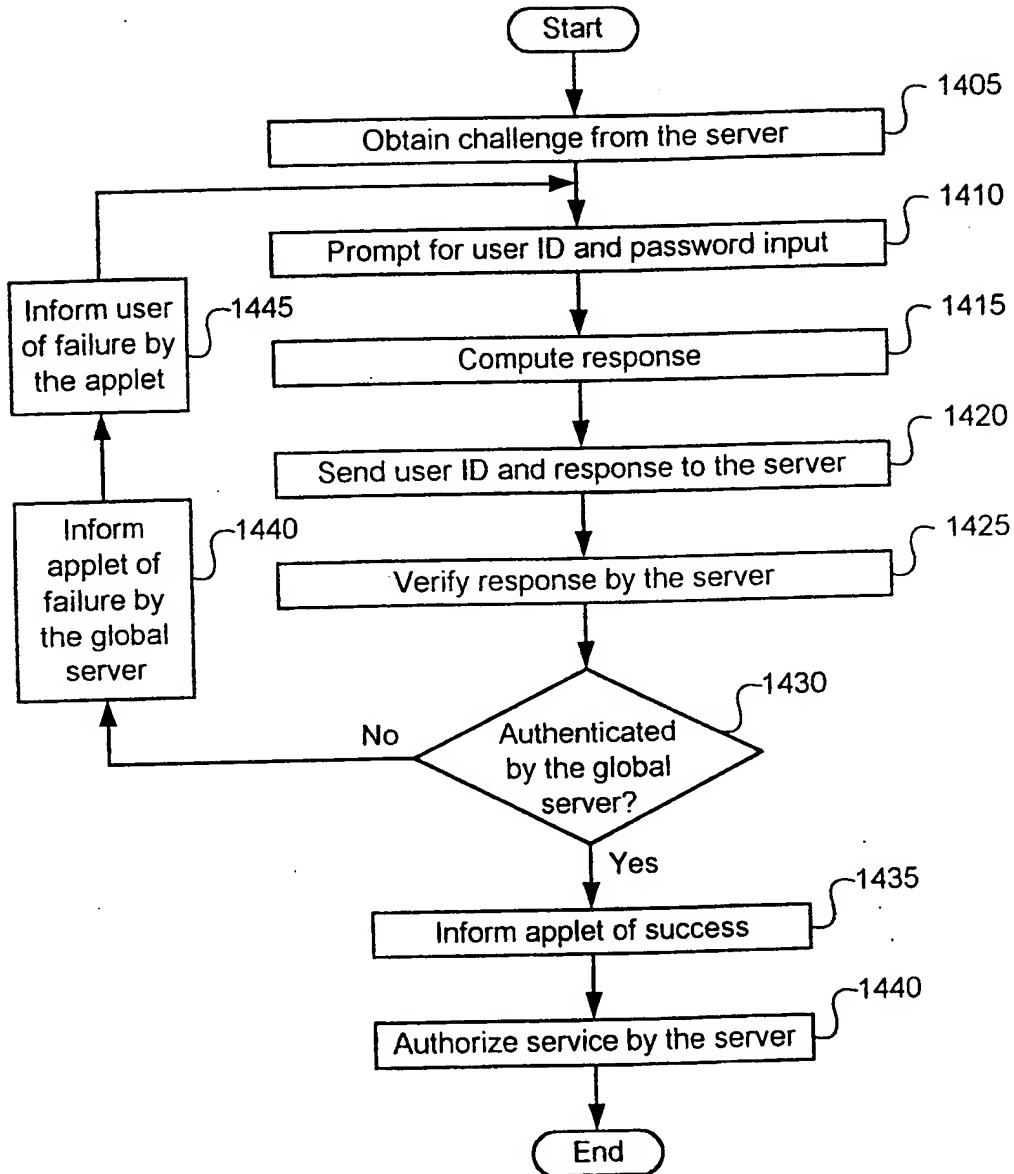 Start
1405
Obtain challenge from the server
1410
Prompt for user ID and password input
1445
Inform user
of failure by
the applet
1415
Compute response
1420
Send user ID and response to the server
1440
Inform
applet of
failure by
the global
server
1425
Verify response by the server
1430
No
Authenticated
by the global
server?
Yes
1435
Inform applet of success
1440
Authorize service by the server
End